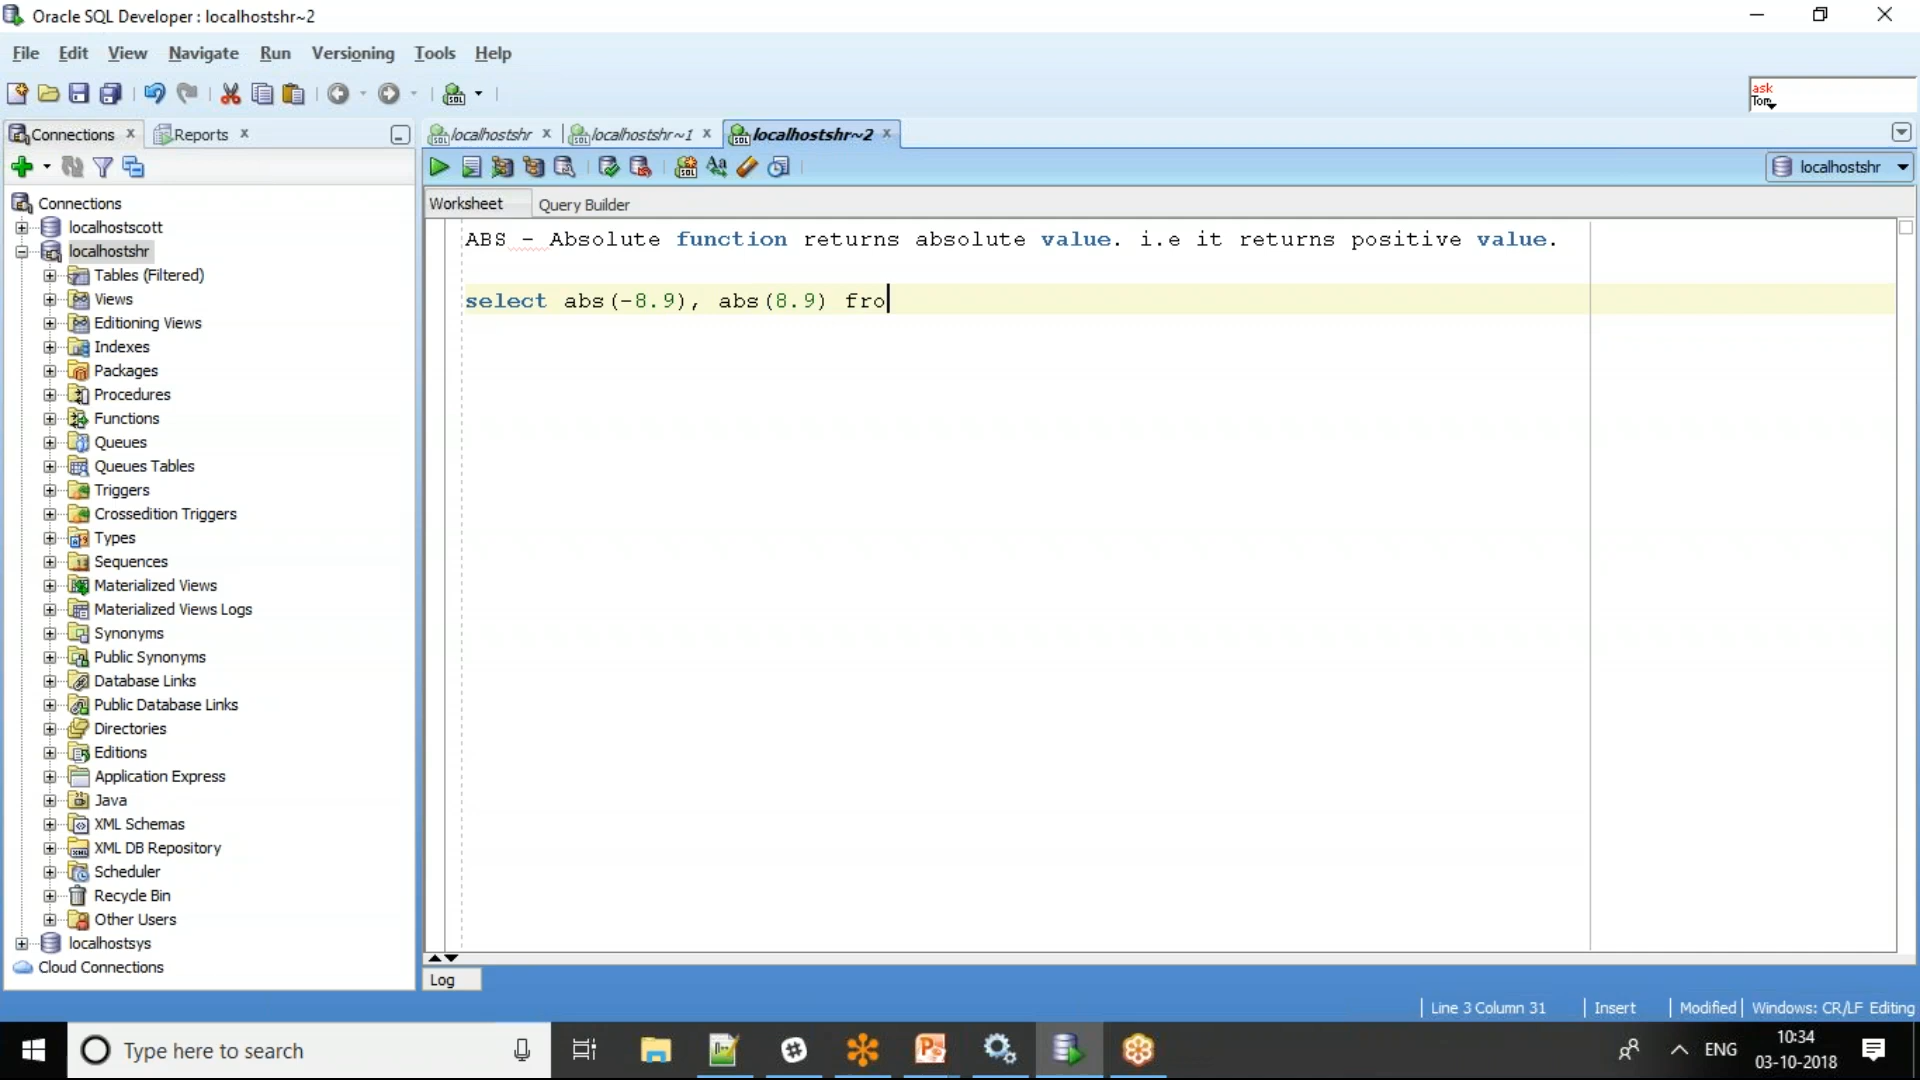 Oracle SQL Developer : localhostshr~2
File Edit View Navigate Run Versioning Tools Help
SQL
ask
Tom
Connections x Reports x
localhostshr x localhostshr~1 x localhostshr~2 x
localhostshr
Worksheet Query Builder
Connections
localhostscott
localhostshr
Tables (Filtered)
Views
Editioning Views
Indexes
Packages
Procedures
Functions
Queues
Queues Tables
Triggers
Crossedition Triggers
Types
Sequences
Materialized Views
Materialized Views Logs
Synonyms
Public Synonyms
Database Links
Public Database Links
Directories
Editions
Application Express
Java
XML Schemas
XML DB Repository
Scheduler
Recycle Bin
Other Users
localhostsys
Cloud Connections
ABS - Absolute function returns absolute value. i.e it returns positive value.
select abs(-8.9), abs(8.9) fro
Log
Line 3 Column 31 Insert Modified Windows: CR/LF Editing
Type here to search
ENG
10:34
03-10-2018